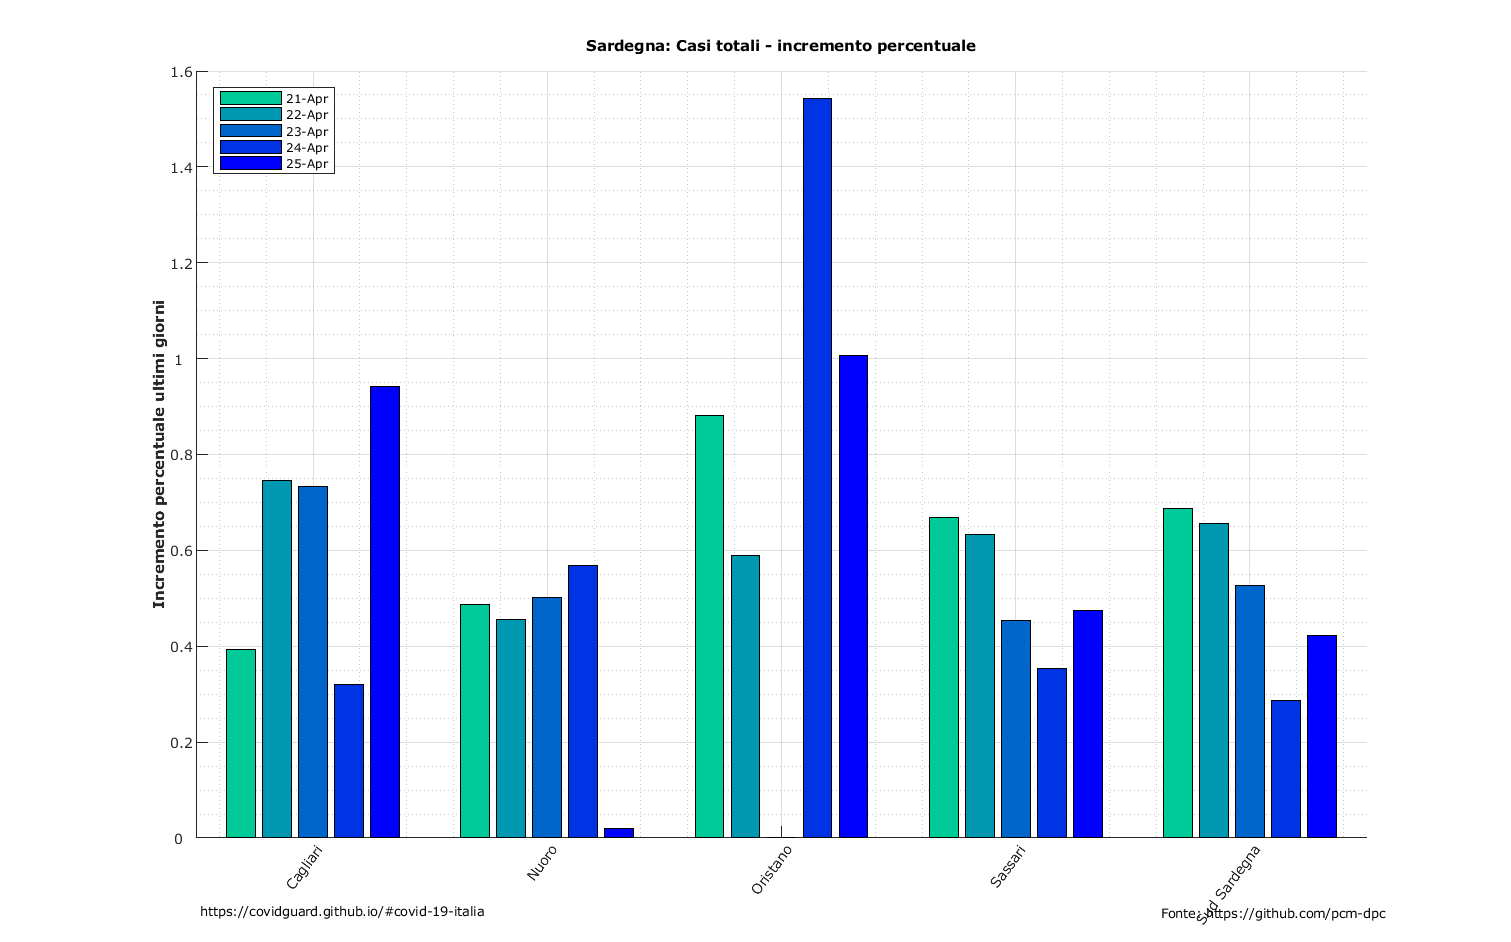 Sardegna: Casi totali - incremento percentuale
1.6
1.4
1.2
1
0.8
0.6
0.4
0.2
0
Incremento percentuale ultimi giorni
21-Apr
22-Apr
23-Apr
24-Apr
25-Apr
Cagliari
Nuoro
Oristano
Sassari
Sud Sardegna
https://covidguard.github.io/#covid-19-italia
Fonte: https://github.com/pcm-dpc